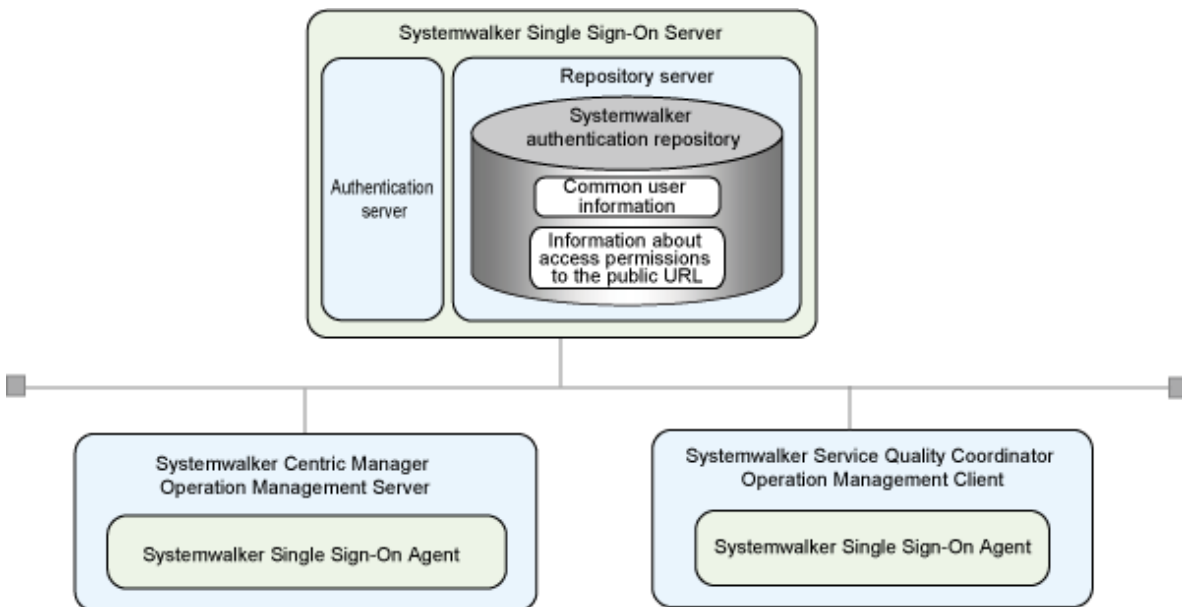 Systemwalker Single Sign-On Server
Authentication
server
Repository server
Systemwalker
authentication repository
Common user
information
Information about
access permissions
to the public URL
Systemwalker Centric Manager
Operation Management Server
Systemwalker Single Sign-On Agent
Systemwalker Service Quality Coordinator
Operation Management Client
Systemwalker Single Sign-On Agent